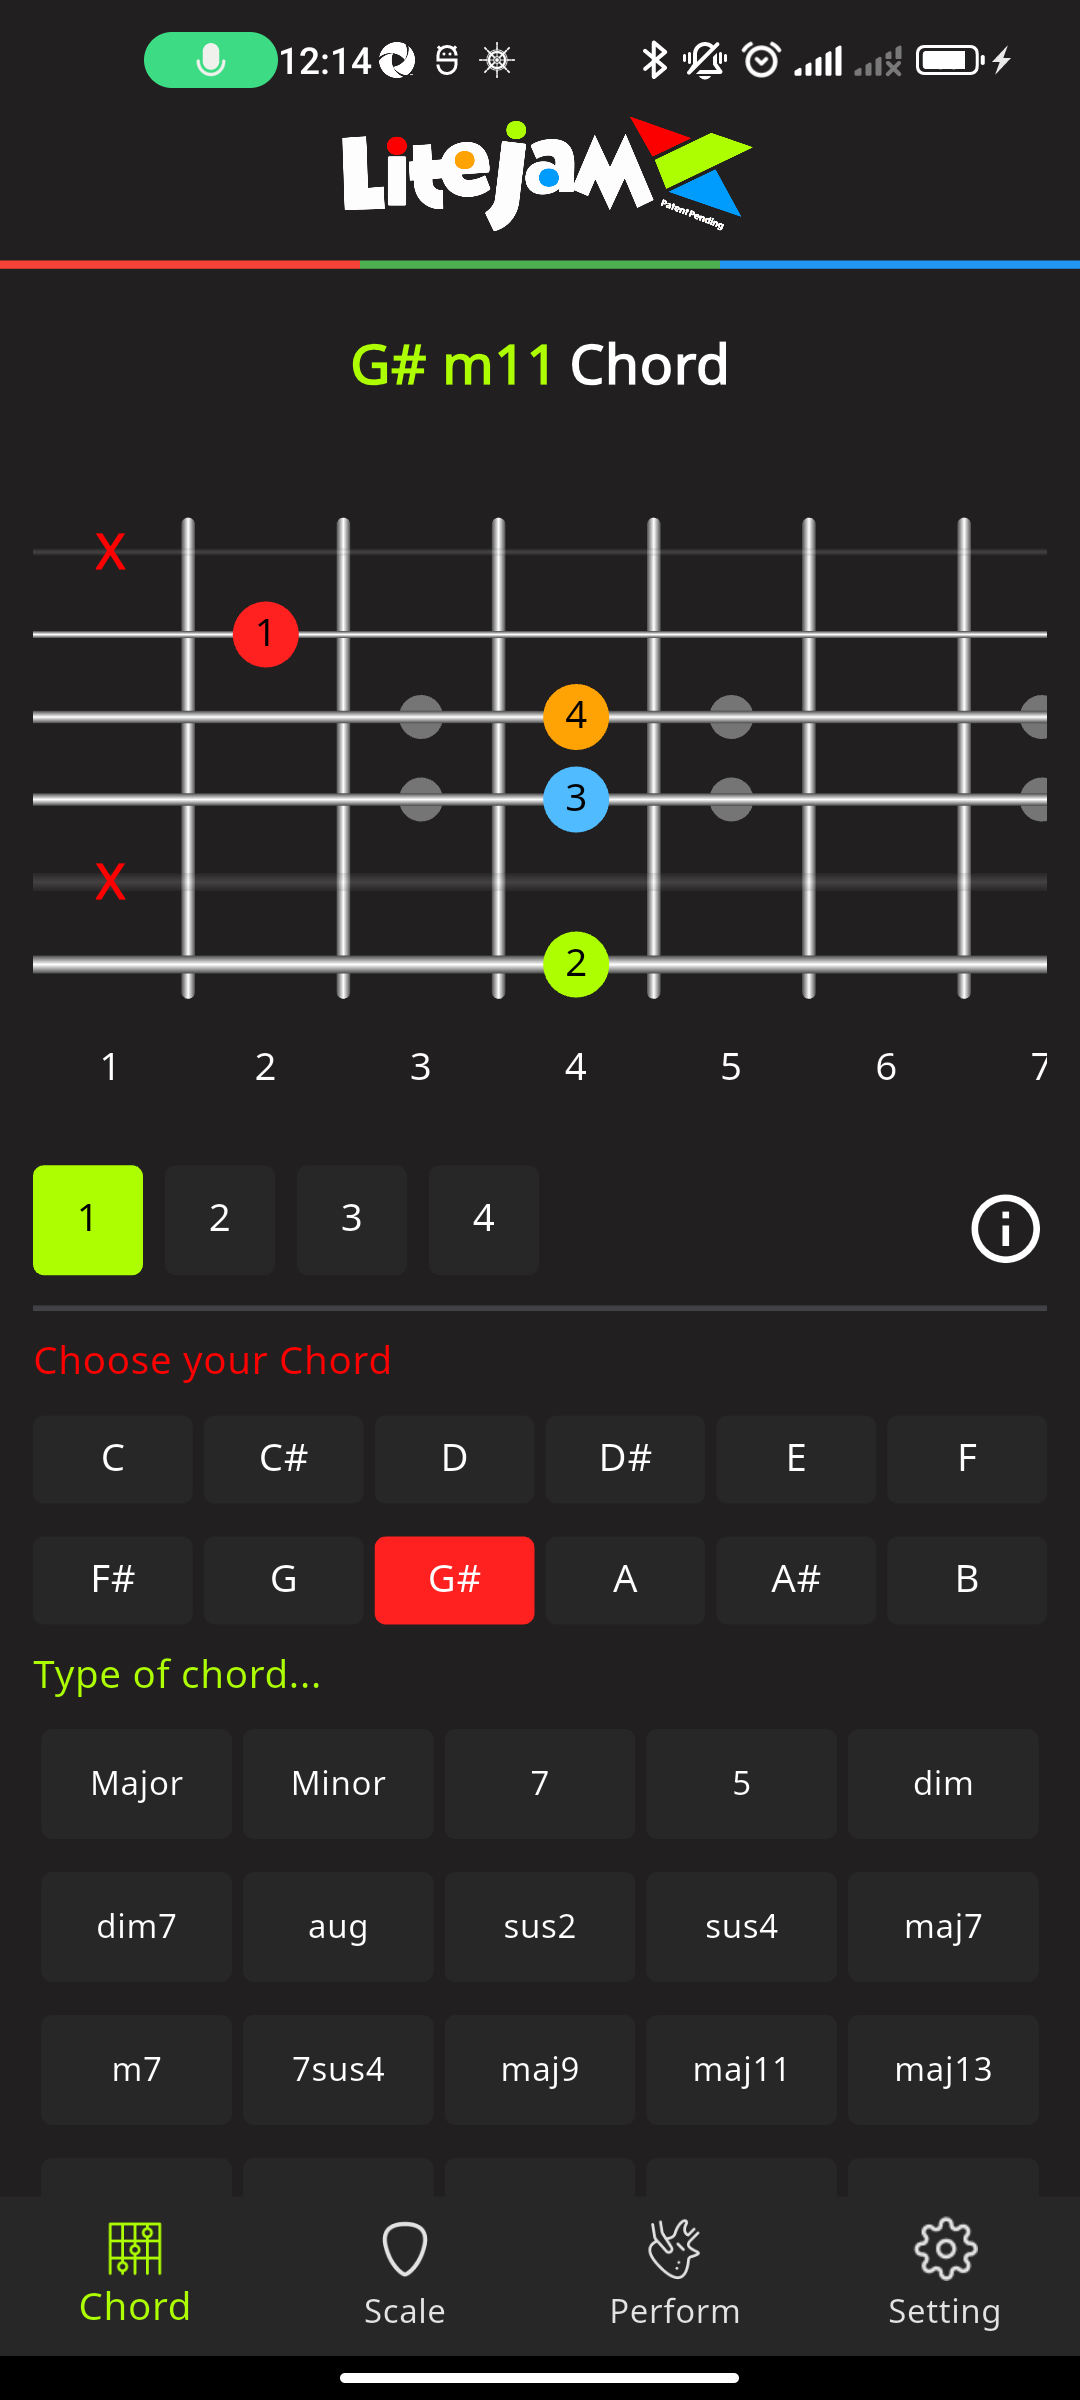 12:14
Litejam
Patent Pending
G# m11 Chord
X
1
4
3
X
2
1 2 3 4 5 6 7
1 2 3 4
Choose your Chord
C C# D D# E F
F# G G# A A# B
Type of chord...
Major Minor 7 5 dim
dim7 aug sus2 sus4 maj7
m7 7sus4 maj9 maj11 maj13
Chord Scale Perform Setting